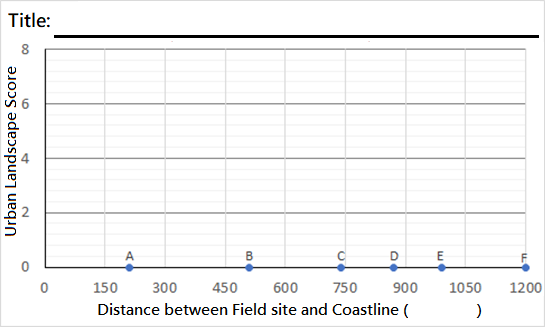 Title:
Urban Landscape Score
8
6
4
2
0
A B C D E F
0 150 300 450 600 750 900 1050 1200
Distance between Field site and Coastline ( )